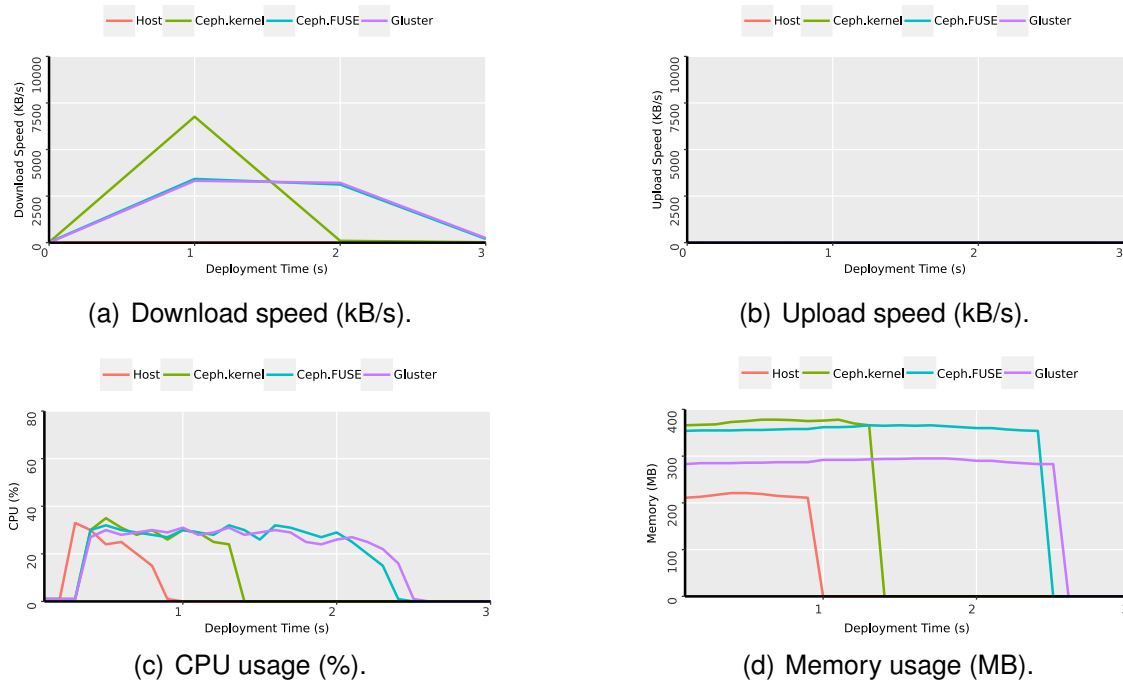 Host Ceph.kernel Ceph.FUSE Gluster
Download Speed (KB/s)
10000
7500
5000
2500
0
0 1 2 3
Deployment Time (s)
(a) Download speed (kB/s).
Host Ceph.kernel Ceph.FUSE Gluster
Upload Speed (KB/s)
10000
7500
5000
2500
0
0 1 2 3
Deployment Time (s)
(b) Upload speed (kB/s).
Host Ceph.kernel Ceph.FUSE Gluster
CPU (%)
80
60
40
20
0
1 2 3
Deployment Time (s)
(c) CPU usage (%).
Host Ceph.kernel Ceph.FUSE Gluster
Memory (MB)
400
300
200
100
0
1 2 3
Deployment Time (s)
(d) Memory usage (MB).